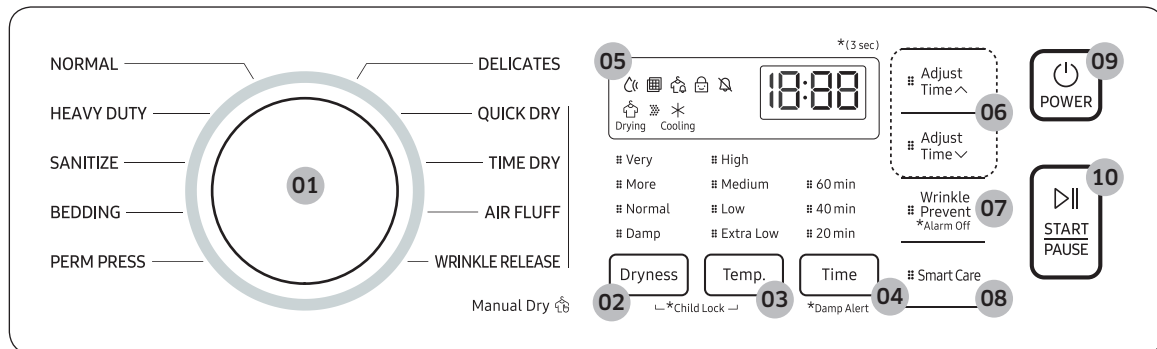 NORMAL
HEAVY DUTY
SANITIZE
BEDDING
PERM PRESS
01
DELICATES
QUICK DRY
TIME DRY
AIR FLUFF
WRINKLE RELEASE
Manual Dry
*(3 sec)
05
18:88
Drying Cooling
Very
More
Normal
Damp
High
Medium
Low
Extra Low
60 min
40 min
20 min
Dryness
02
Temp.
03
*Child Lock
Time
04
*Damp Alert
Adjust
Time
06
Adjust
Time
Wrinkle
Prevent
*Alarm Off
07
Smart Care
08
09
POWER
10
START
PAUSE